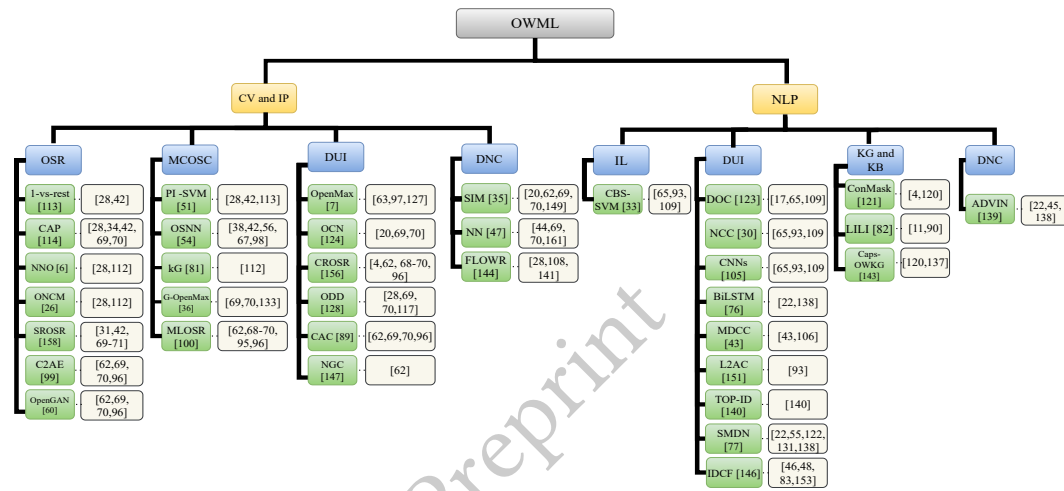 OWML
CV and IP
NLP
OSR
MCOSC
DUI
DNC
IL
DUI
KG and
KB
DNC
1-vs-rest
[113]
[28,42]
CAP
[114]
[28,34,42,
69,70]
NNO [6]
[28,112]
ONCM
[26]
[28,112]
SROSR
[158]
[31,42,
69-71]
C2AE
[99]
[62,69,
70,96]
OpenGAN
[60]
[62,69,
70,96]
PI -SVM
[51]
[28,42,113]
OSNN
[54]
[38,42,56,
67,98]
kG [81]
[112]
G-OpenMax
[36]
[69,70,133]
MLOSR
[100]
[62,68-70,
95,96]
OpenMax
[7]
[63,97,127]
OCN
[124]
[20,69,70]
CROSR
[156]
[4,62, 68-70,
96]
ODD
[128]
[28,69,
70,117]
CAC [89]
[62,69,70,96]
NGC
[147]
[62]
SIM [35]
[20,62,69,
70,149]
NN [47]
[44,69,
70,161]
FLOWR
[144]
[28,108,
141]
CBS-
SVM [33]
[65,93,
109]
DOC [123]
[17,65,109]
NCC [30]
[65,93,109
CNNs
[105]
[65,93,109
BiLSTM
[76]
[22,138]
MDCC
[43]
[43,106]
L2AC
[151]
[93]
TOP-ID
[140]
[140]
SMDN
[77]
[22,55,122,
131,138]
IDCF [146]
[46,48,
83,153]
ConMask
[121]
[4,120]
LILI [82]
[11,90]
Caps-
OWKG
[143]
[120,137]
ADVIN
[139]
[22,45,
138]
Preprint